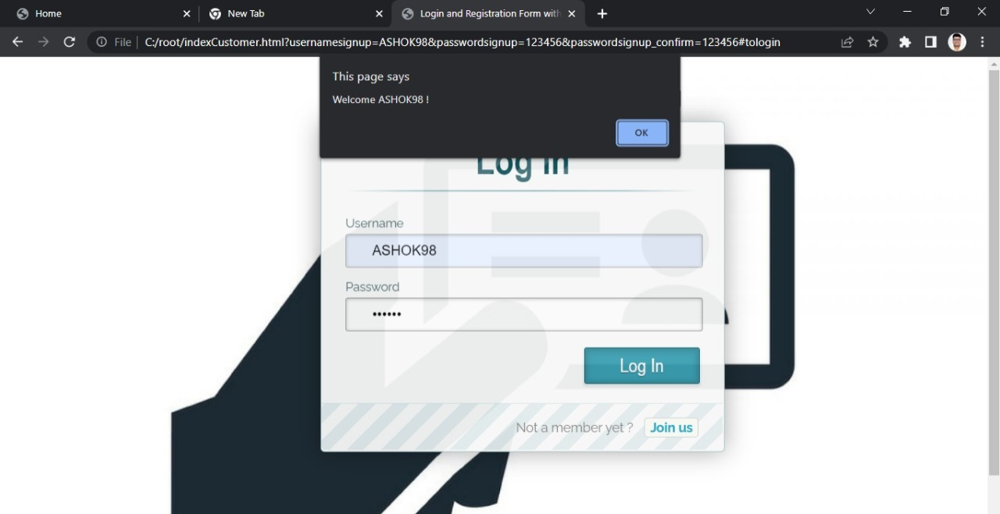 Home
New Tab
Login and Registration Form with
File
C:/root/indexCustomer.html?usernamesignup=ASHOK98&passwordsignup=123456&passwordsignup_confirm=123456#tologin
This page says
Welcome ASHOK98 !
OK
Log In
Username
ASHOK98
Password
••••••
Log In
Not a member yet ? Join us